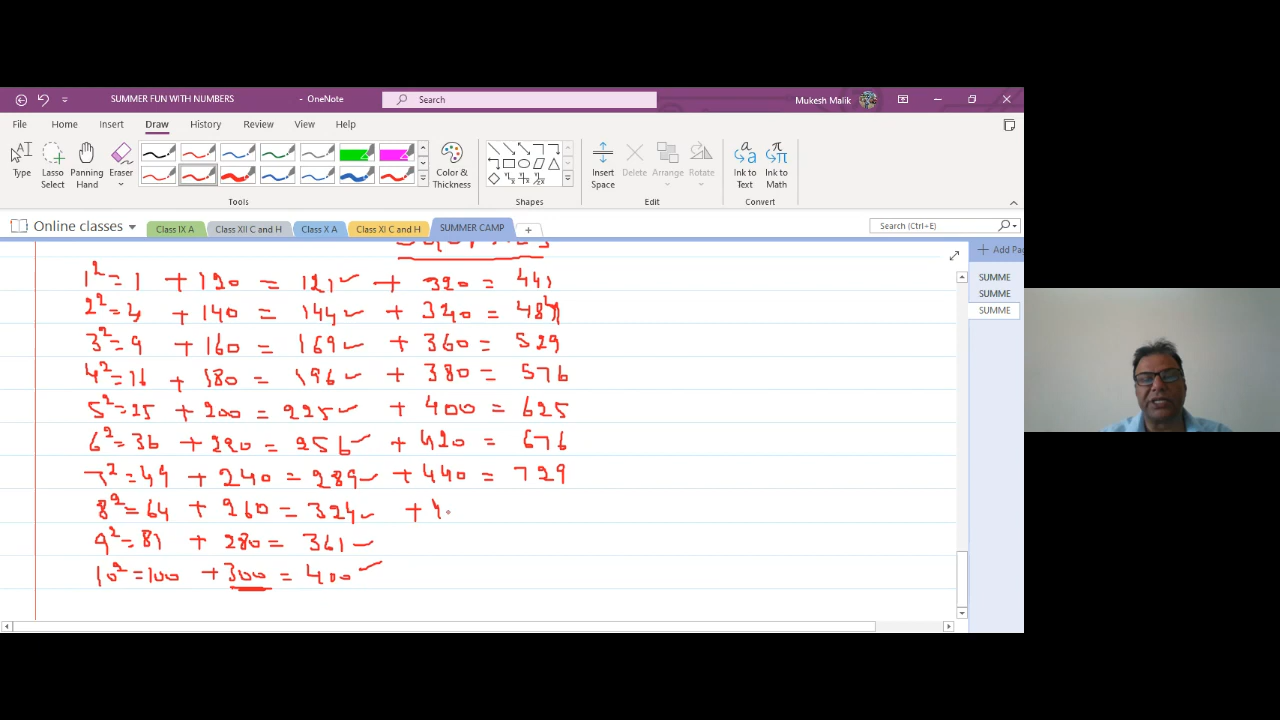 SUMMER FUN WITH NUMBERS - OneNote
Search
Mukesh Malik
File Home Insert Draw History Review View Help
Type
Lasso Select
Panning Hand
Eraser
Color & Thickness
Insert Space
Delete
Arrange
Rotate
Ink to Text
Ink to Math
Tools
Shapes
Edit
Convert
Online classes
Class IX A
Class XII C and H
Class X A
Class XI C and H
SUMMER CAMP
Search (Ctrl+E)
Add Pag
SUMME
SUMME
SUMME
1² = 1 + 120 = 121 ✓ + 320 = 441
2² = 4 + 140 = 144 ✓ + 340 = 484
3² = 9 + 160 = 169 ✓ + 360 = 529
4² = 16 + 180 = 196 ✓ + 380 = 576
5² = 25 + 200 = 225 ✓ + 400 = 625
6² = 36 + 220 = 256 ✓ + 420 = 676
7² = 49 + 240 = 289 ✓ + 440 = 729
8² = 64 + 260 = 324 ✓ + 4
9² = 81 + 280 = 361 ✓
10² = 100 + 300 = 400 ✓